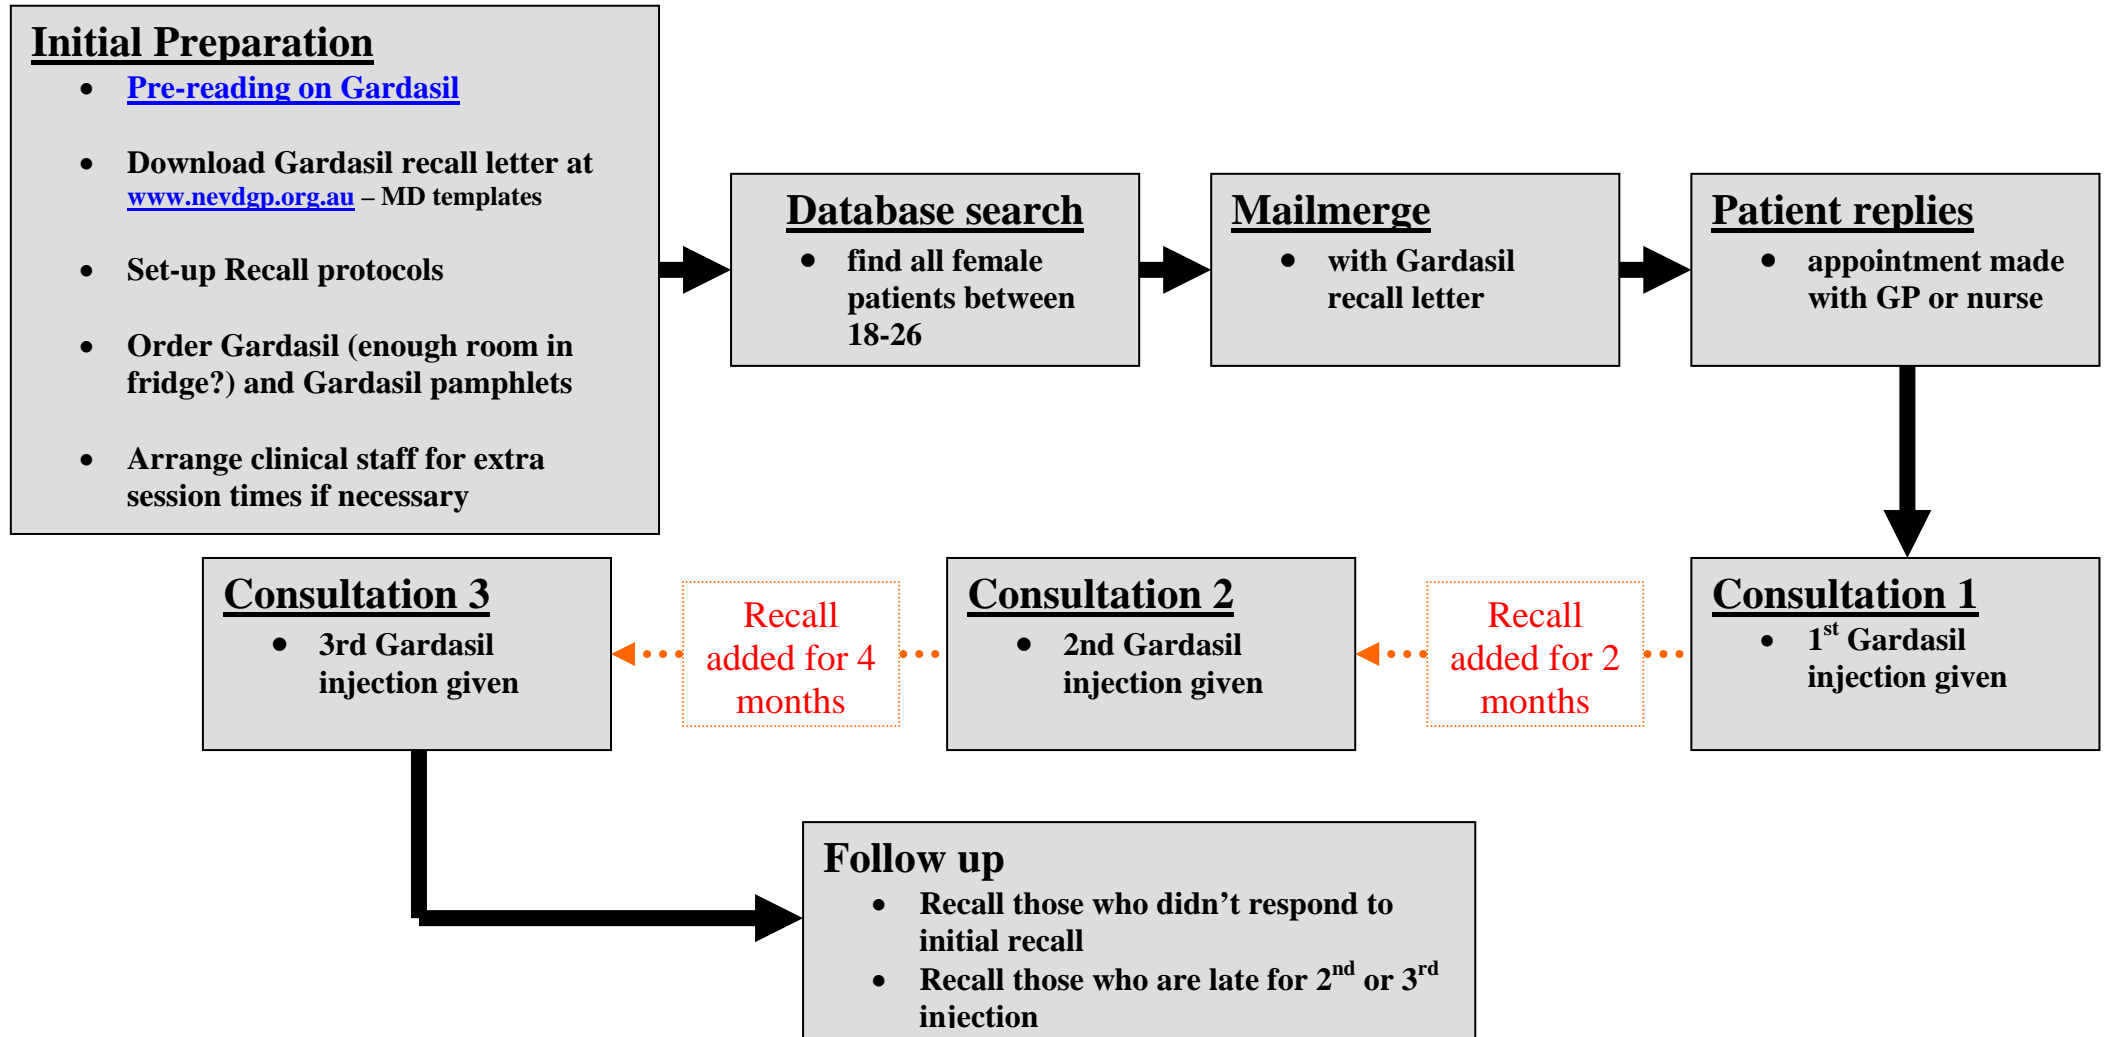 Initial Preparation
• Pre-reading on Gardasil
• Download Gardasil recall letter at
www.nevdgp.org.au – MD templates
• Set-up Recall protocols
• Order Gardasil (enough room in
fridge?) and Gardasil pamphlets
• Arrange clinical staff for extra
session times if necessary
Database search
• find all female
patients between
18-26
Mailmerge
• with Gardasil
recall letter
Patient replies
• appointment made
with GP or nurse
Consultation 1
• 1st Gardasil
injection given
Recall
added for 2
months
Consultation 2
• 2nd Gardasil
injection given
Recall
added for 4
months
Consultation 3
• 3rd Gardasil
injection given
Follow up
• Recall those who didn’t respond to
initial recall
• Recall those who are late for 2nd or 3rd
injection